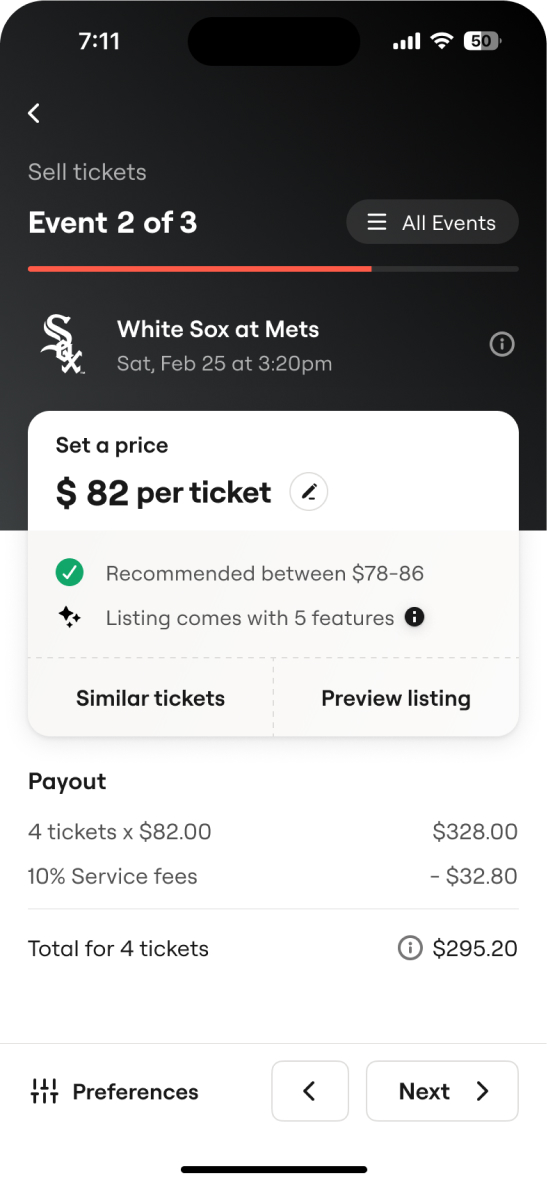 7:11
50
Sell tickets
Event 2 of 3
All Events
Sox
White Sox at Mets
Sat, Feb 25 at 3:20pm
Set a price
$ 82 per ticket
Recommended between $78-86
Listing comes with 5 features
Similar tickets
Preview listing
Payout
4 tickets x $82.00 $328.00
10% Service fees - $32.80
Total for 4 tickets $295.20
Preferences
Next